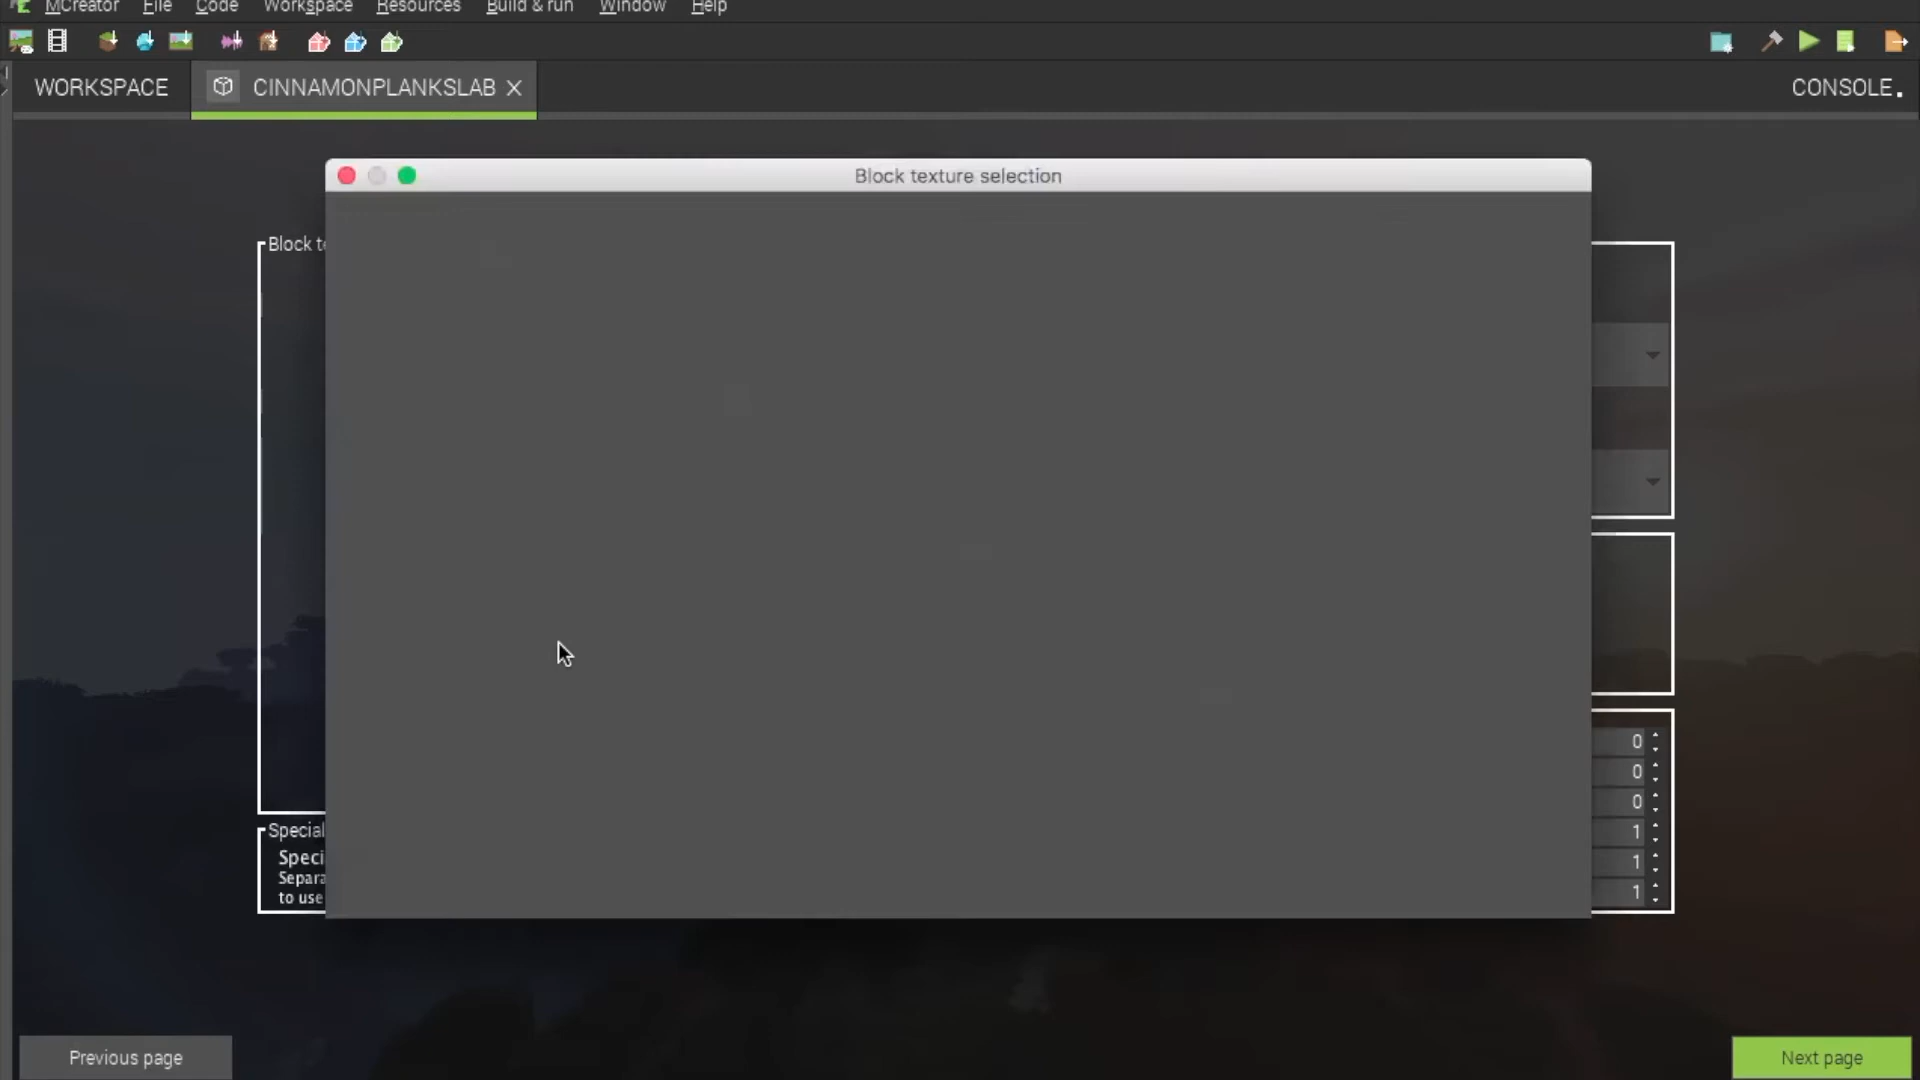 MCreator File Code Workspace Resources Build & run Window Help
WORKSPACE CINNAMONPLANKSLAB CONSOLE.
Block texture selection
Block te
0
0
0
1
1
1
Special
Speci
Separa
to use
Previous page Next page